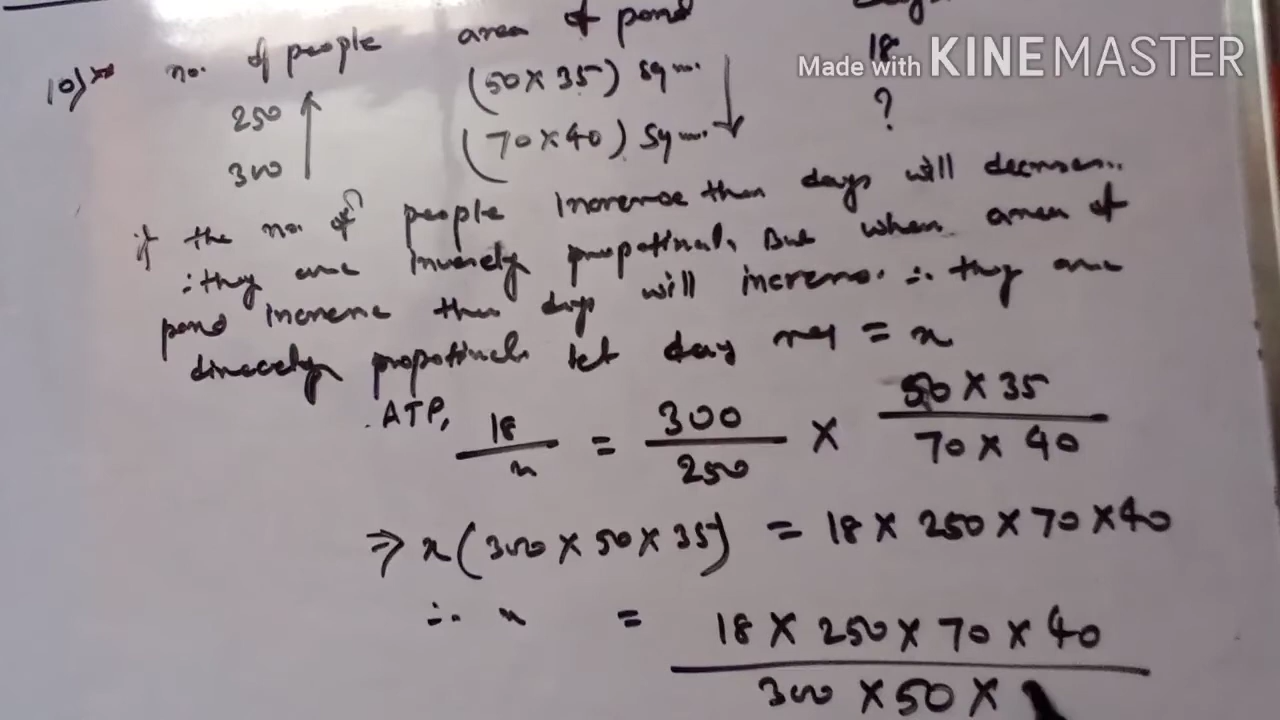 10) no. of people area of pond
250 (50 × 35) sq m. 18
300 (70 × 40) sq m. ?
Made with KINEMASTER
if the no. of people increase then days will decrease..
∴ they are inversely propotinal. But when area of
pond increase then days will increase. ∴ they are
directly propotinal. let day req = x
ATP, 18/x = 300/250 × 50 × 35/70 × 40
⇒ x (300 × 50 × 35) = 18 × 250 × 70 × 40
∴ x = 18 × 250 × 70 × 40
300 × 50 ×